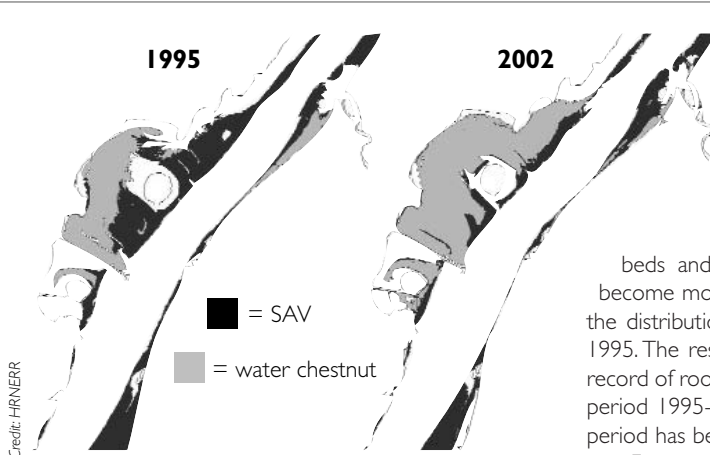 1995
2002
= SAV
= water chestnut
Credit: HRNERR
beds and
become mo
the distributio
1995. The res
record of roo
period 1995-
period has be